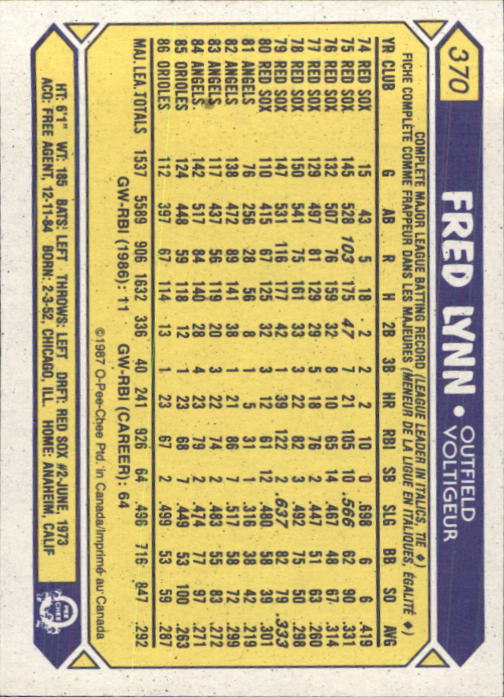 370
FRED LYNN • OUTFIELD
VOLTIGEUR
COMPLETE MAJOR LEAGUE BATTING RECORD (LEAGUE LEADER IN ITALICS, TIE ♦)
FICHE COMPLÈTE COMME FRAPPEUR DANS LES MAJEURES (MENEUR DE LA LIGUE EN ITALIQUES, ÉGALITÉ ♦)
YR CLUB G AB R H 2B 3B HR RBI SB SLG BB SO AVG
74 RED SOX 15 43 5 18 2 2 2 10 0 .698 6 6 .419
75 RED SOX 145 528 103 175 47 7 21 105 10 .566 62 90 .331
76 RED SOX 132 507 76 159 32 8 10 65 14 .467 48 67 .314
77 RED SOX 129 497 81 129 29 5 18 76 2 .447 51 63 .260
78 RED SOX 150 541 75 161 33 3 22 82 3 .492 75 50 .298
79 RED SOX 147 531 116 177 42 1 39 122 2 .637 82 79 .333
80 RED SOX 110 415 67 125 32 3 12 61 12 .480 58 39 .301
81 ANGELS 76 256 28 56 8 1 5 31 1 .316 38 42 .219
82 ANGELS 138 472 89 141 38 1 21 86 7 .517 58 72 .299
83 ANGELS 117 437 56 119 20 3 22 74 2 .483 55 83 .272
84 ANGELS 142 517 84 140 28 4 23 79 2 .474 77 97 .271
85 ORIOLES 124 448 59 118 12 1 23 68 7 .449 53 100 .263
86 ORIOLES 112 397 67 114 13 1 23 67 2 .499 53 59 .287
MAJ. LEA. TOTALS 1537 5589 906 1632 336 40 241 926 64 .496 716 847 .292
GW-RBI (1986): 11 GW-RBI (CAREER): 64
©1987 O-Pee-Chee Ptd. in Canada/Imprimé au Canada
HT: 6'1" WT: 185 BATS: LEFT THROWS: LEFT DRFT: RED SOX #2-JUNE, 1973
ACQ: FREE AGENT, 12-11-84 BORN: 2-3-52, CHICAGO, ILL. HOME: ANAHEIM, CALIF
O PEE CHEE